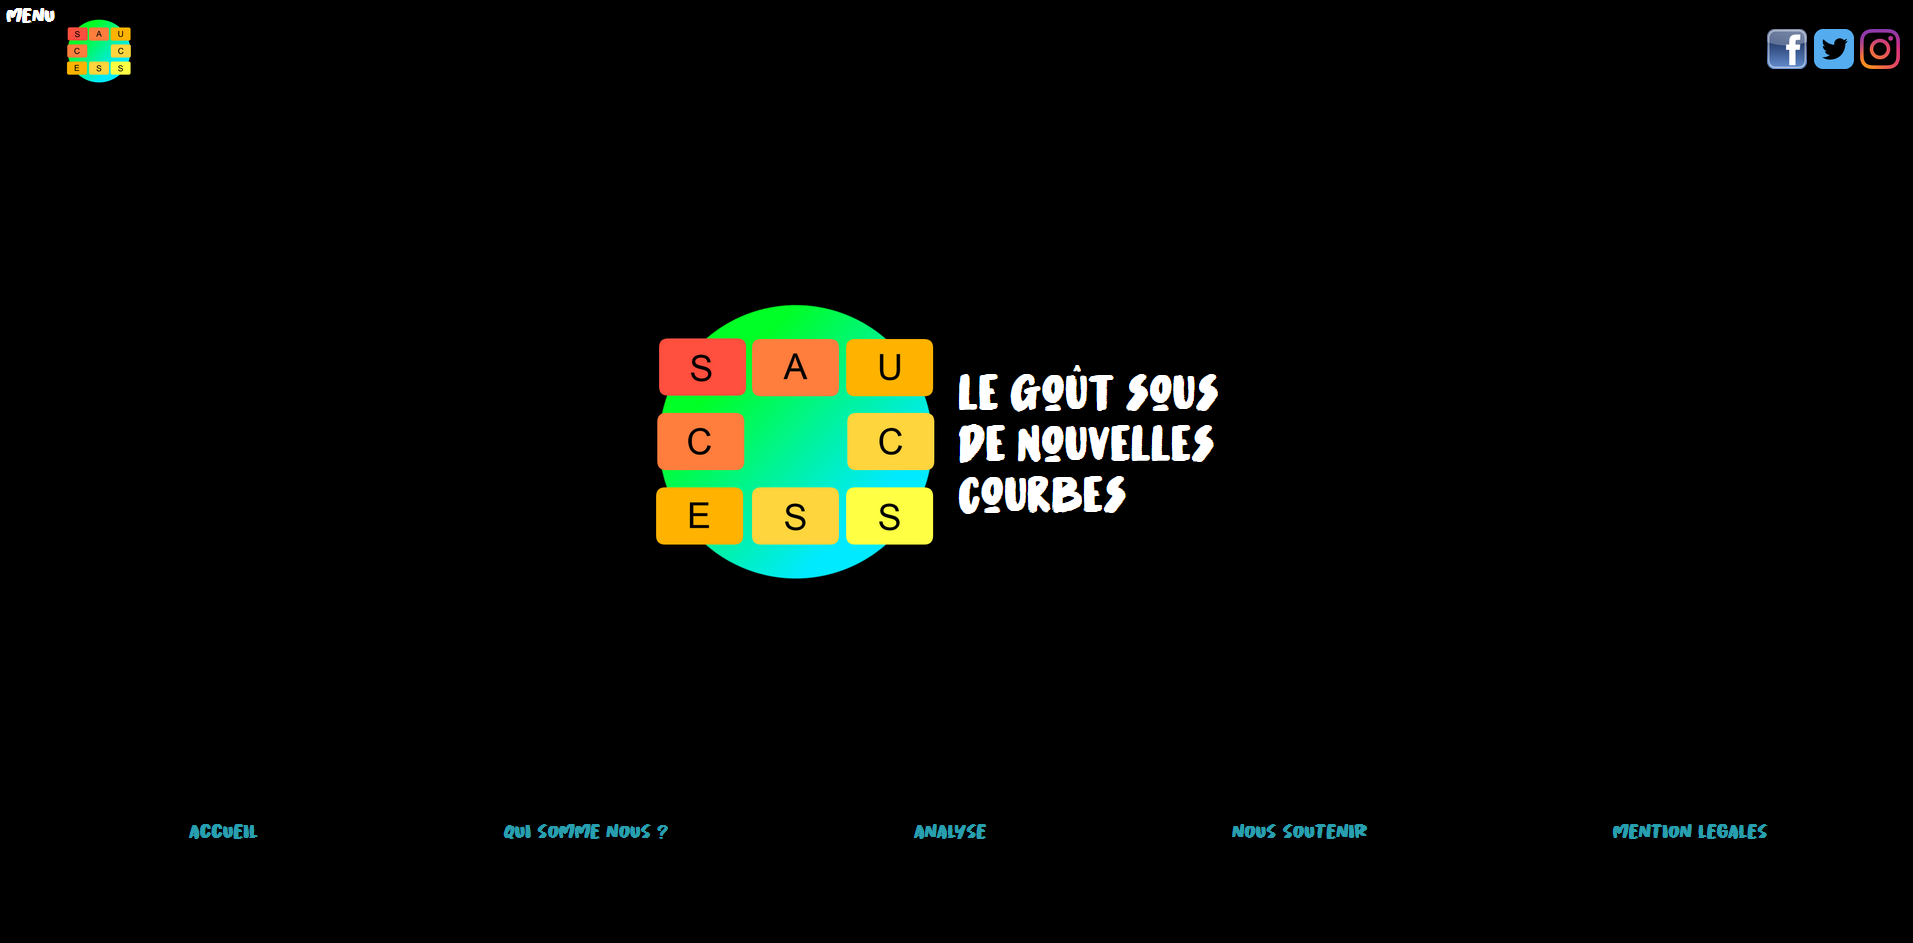 MENU
S A U
C C
E S S
f
S A U
C C
E S S
LE GOÛT SOUS
DE NOUVELLES
COURBES
ACCUEIL
QUI SOMME NOUS ?
ANALYSE
NOUS SOUTENIR
MENTION LEGALES